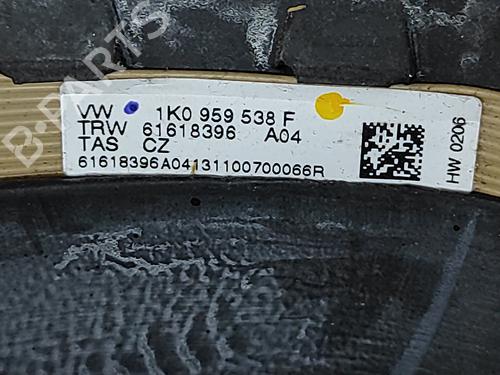 B-PARTS
VW 1K0 959 538 F
TRW 61618396 A04
TAS CZ
61618396A04131100700066R
HW 0206